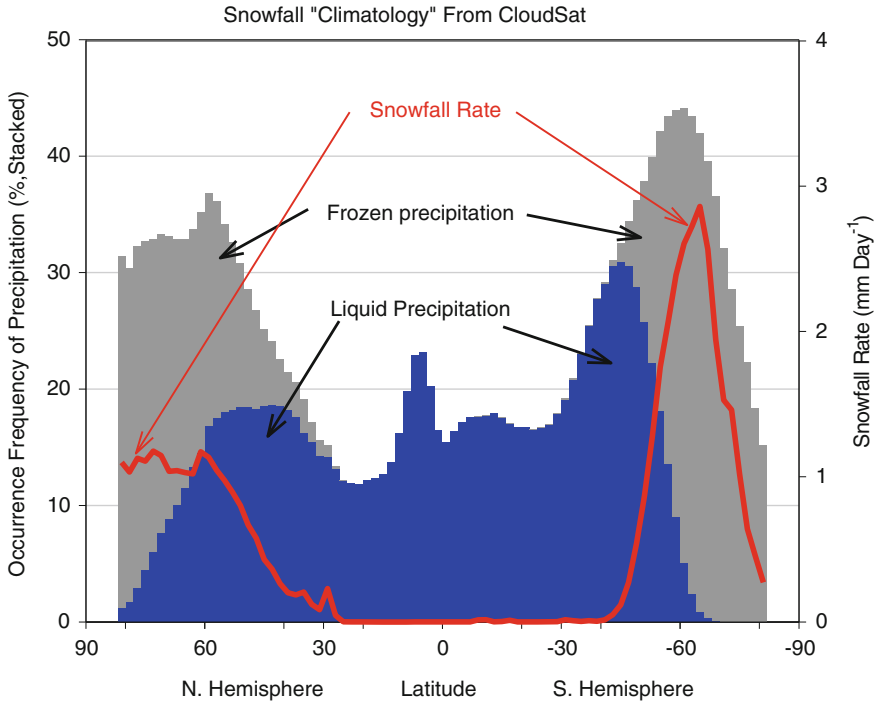 Snowfall "Climatology" From CloudSat
Occurrence Frequency of Precipitation (%,Stacked)
50
40
30
20
10
0
Snowfall Rate
Frozen precipitation
Liquid Precipitation
4
3
2
1
0
Snowfall Rate (mm Day⁻¹)
90 60 30 0 -30 -60 -90
N. Hemisphere Latitude S. Hemisphere